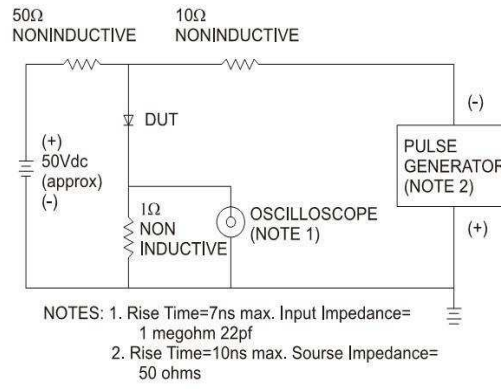 50Ω
NONINDUCTIVE
10Ω
NONINDUCTIVE
(+)
50Vdc
(approx)
(-)
DUT
1Ω
NON
INDUCTIVE
OSCILLOSCOPE
(NOTE 1)
(-)
PULSE
GENERATOR
(NOTE 2)
(+)
NOTES: 1. Rise Time=7ns max. Input Impedance=
1 megohm 22pf
2. Rise Time=10ns max. Sourse Impedance=
50 ohms